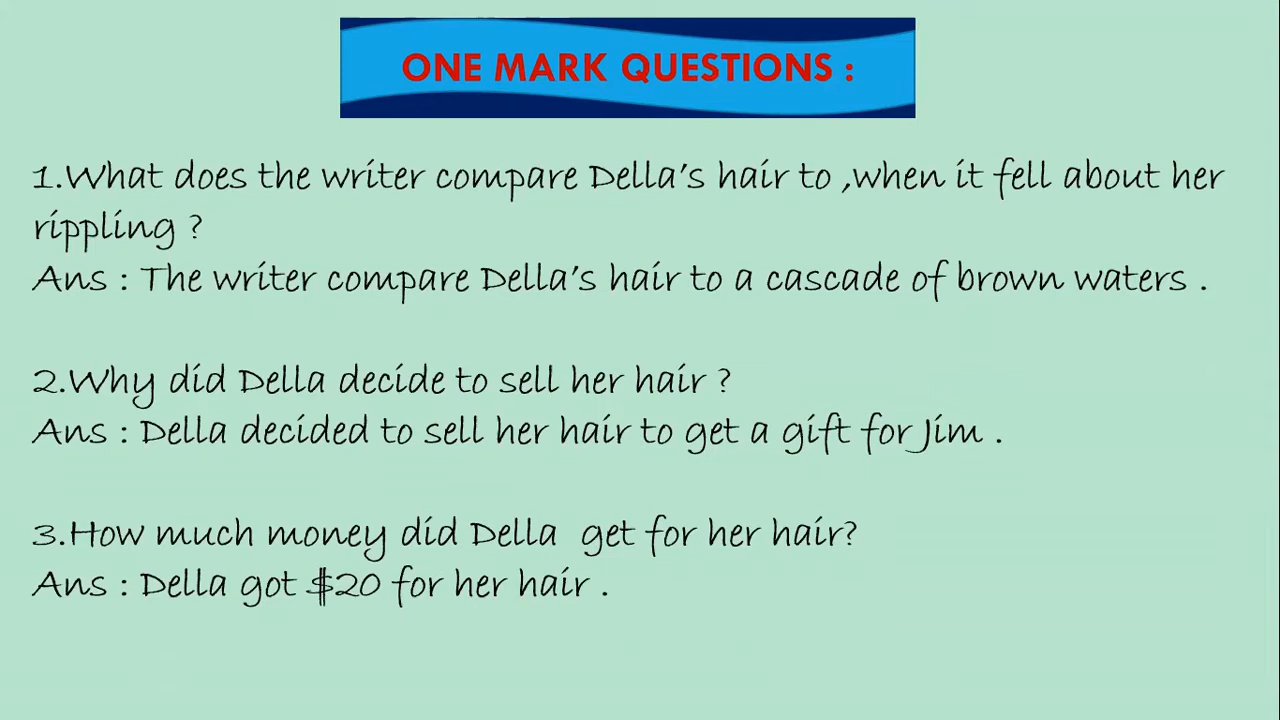 ONE MARK QUESTIONS :
1.What does the writer compare Della's hair to ,when it fell about her
rippling ?
Ans : The writer compare Della's hair to a cascade of brown waters .
2.Why did Della decide to sell her hair ?
Ans : Della decided to sell her hair to get a gift for Jim .
3.How much money did Della  get for her hair?
Ans : Della got $20 for her hair .